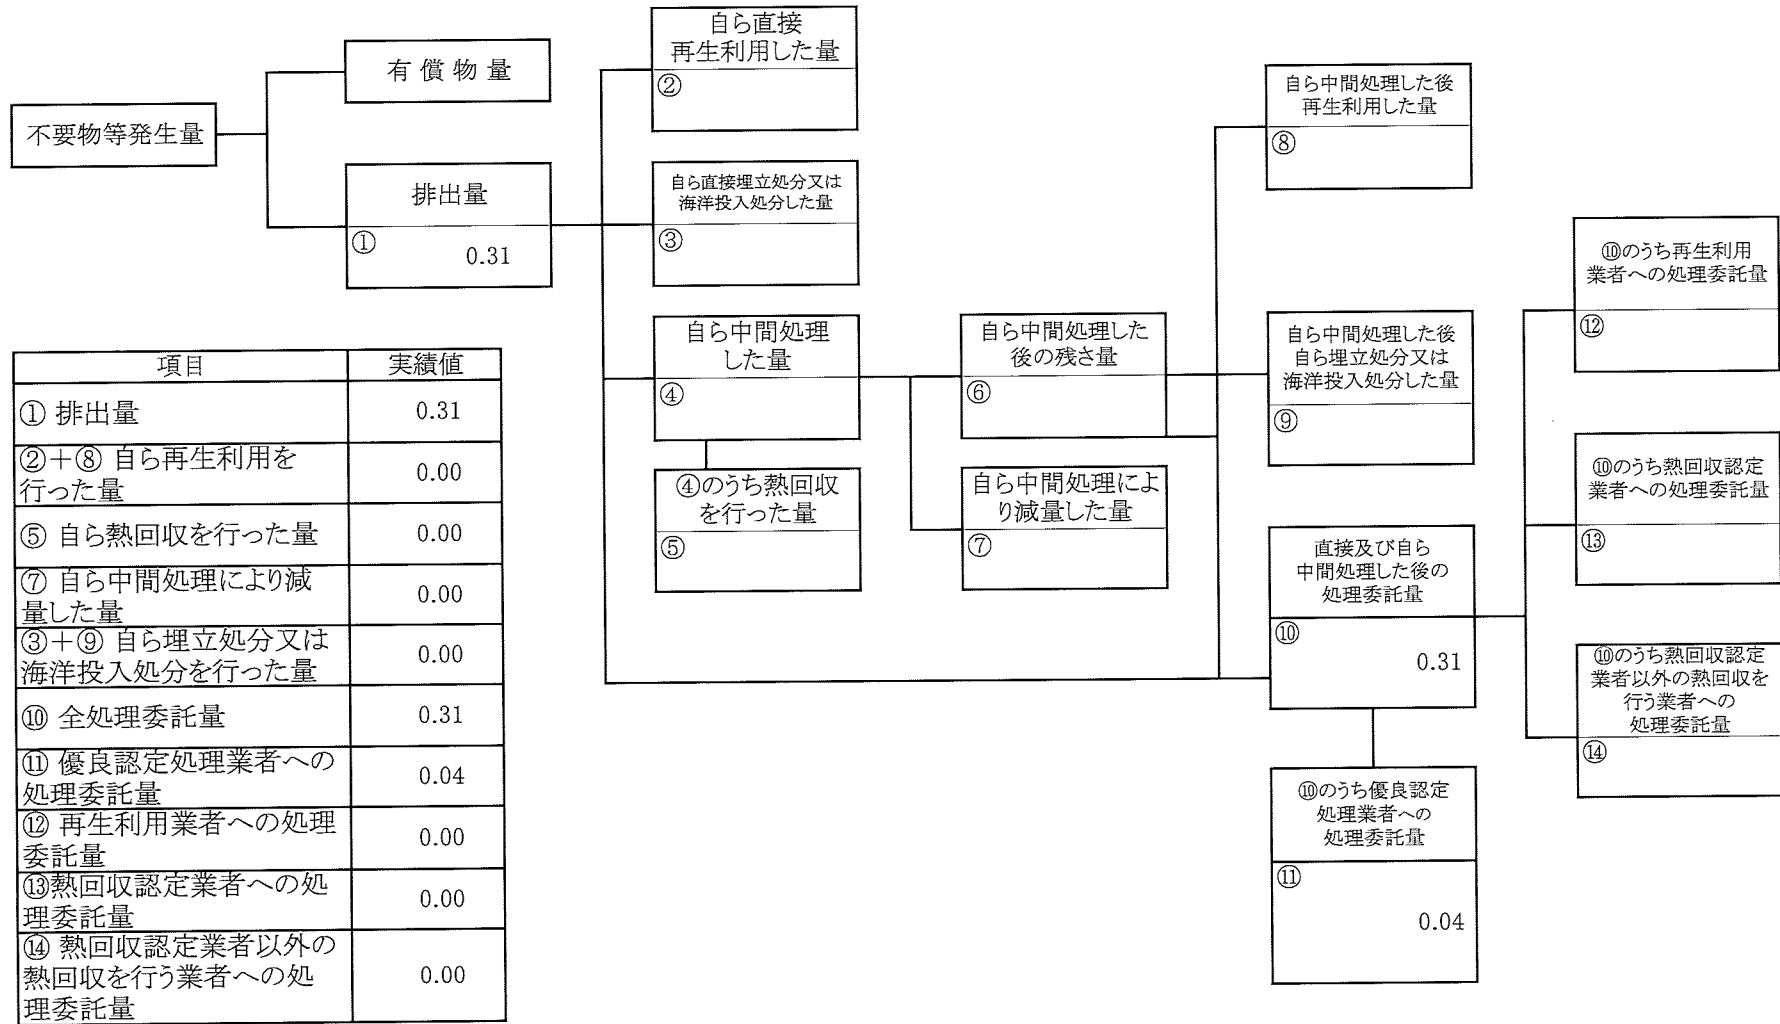 不要物等発生量
有 償 物 量
排出量
①
0.31
自ら直接
再生利用した量
②
自ら直接埋立処分又は
海洋投入処分した量
③
自ら中間処理
した量
④
④のうち熱回収
を行った量
⑤
自ら中間処理した
後の残さ量
⑥
自ら中間処理によ
り減量した量
⑦
自ら中間処理した後
再生利用した量
⑧
自ら中間処理した後
自ら埋立処分又は
海洋投入処分した量
⑨
直接及び自ら
中間処理した後の
処理委託量
⑩
0.31
⑩のうち優良認定
処理業者への
処理委託量
⑪
0.04
⑩のうち再生利用
業者への処理委託量
⑫
⑩のうち熱回収認定
業者への処理委託量
⑬
⑩のうち熱回収認定
業者以外の熱回収を
行う業者への
処理委託量
⑭
項目 実績値
① 排出量 0.31
②+⑧ 自ら再生利用を
行った量 0.00
⑤ 自ら熱回収を行った量 0.00
⑦ 自ら中間処理により減
量した量 0.00
③+⑨ 自ら埋立処分又は
海洋投入処分を行った量 0.00
⑩ 全処理委託量 0.31
⑪ 優良認定処理業者への
処理委託量 0.04
⑫ 再生利用業者への処理
委託量 0.00
⑬熱回収認定業者への処
理委託量 0.00
⑭ 熱回収認定業者以外の
熱回収を行う業者への処
理委託量 0.00